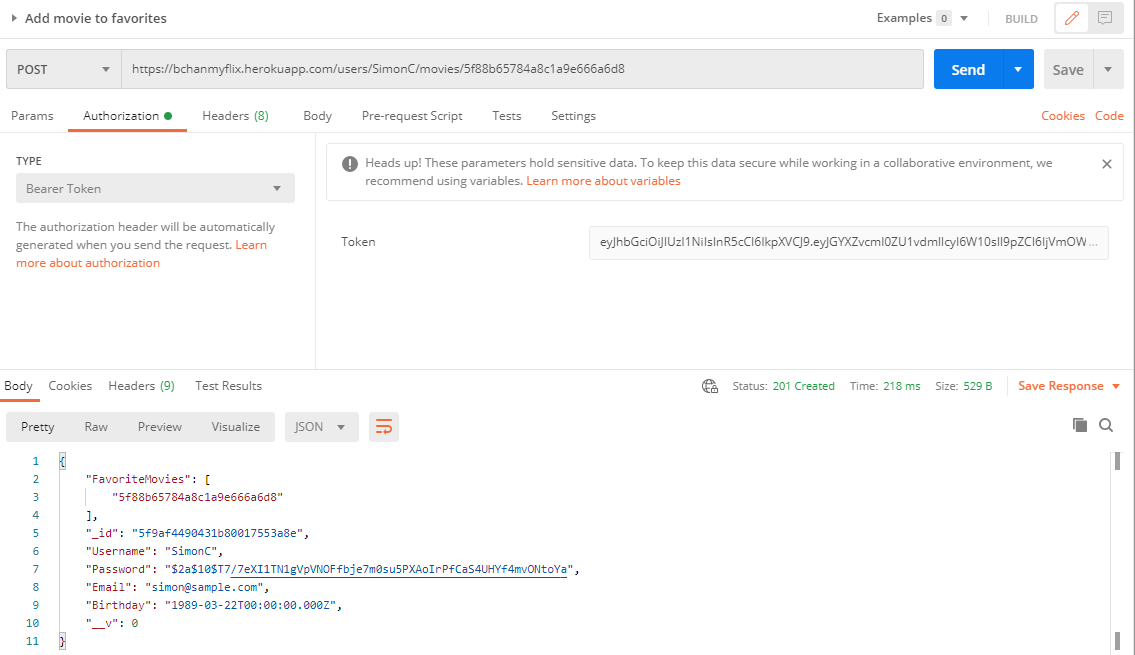 Add movie to favorites
Examples 0
BUILD
POST
https://bchanmyflix.herokuapp.com/users/SimonC/movies/5f88b65784a8c1a9e666a6d8
Send
Save
Params
Authorization
Headers (8)
Body
Pre-request Script
Tests
Settings
Cookies
Code
TYPE
Bearer Token
The authorization header will be automatically
generated when you send the request. Learn
more about authorization
Heads up! These parameters hold sensitive data. To keep this data secure while working in a collaborative environment, we
recommend using variables. Learn more about variables
Token
eyJhbGciOiJIUzI1NiIsInR5cCI6IkpXVCJ9.eyJGYXZvcml0ZU1vdmllcyI6W10sIl9pZCI6IjVmOW ...
Body
Cookies
Headers (9)
Test Results
Status: 201 Created
Time: 218 ms
Size: 529 B
Save Response
Pretty
Raw
Preview
Visualize
JSON
1 {
2 "FavoriteMovies": [
3 "5f88b65784a8c1a9e666a6d8"
4 ],
5 "_id": "5f9af4490431b80017553a8e",
6 "Username": "SimonC",
7 "Password": "$2a$10$T7/7eXI1TN1gVpVNOFfbje7m0su5PXAoIrPfCaS4UHYf4mvONtoYa",
8 "Email": "simon@sample.com",
9 "Birthday": "1989-03-22T00:00:00.000Z",
10 "__v": 0
11 }